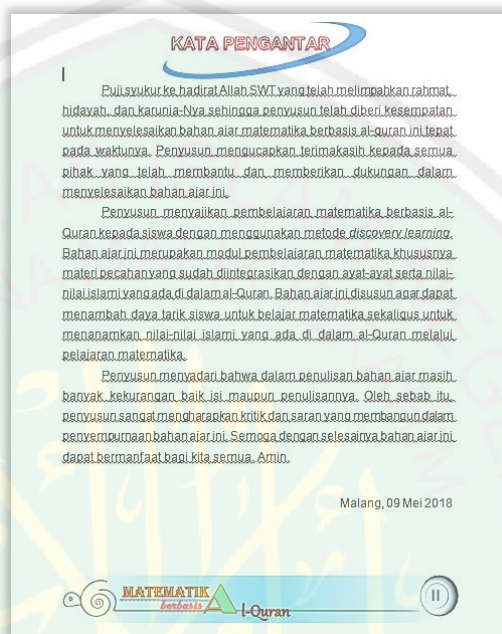 KATA PENGANTAR
Puji syukur ke hadirat Allah SWT yang telah melimpahkan rahmat,
hidayah, dan karunia-Nya sehingga penyusun telah diberi kesempatan
untuk menyelesaikan bahan ajar matematika berbasis al-quran ini tepat
pada waktunya. Penyusun mengucapkan terimakasih kepada semua
pihak yang telah membantu dan memberikan dukungan dalam
menyelesaikan bahan ajar ini.
Penyusun menyajikan pembelajaran matematika berbasis al-
Quran kepada siswa dengan menggunakan metode discovery learning.
Bahan ajar ini merupakan modul pembelajaran matematika khususnya
materi pecahan yang sudah diintegrasikan dengan ayat-ayat serta nilai-
nilai islami yang ada di dalam al-Quran. Bahan ajar ini disusun agar dapat
menambah daya tarik siswa untuk belajar matematika sekaligus untuk
menanamkan nilai-nilai islami yang ada di dalam al-Quran melalui
pelajaran matematika.
Penyusun menyadari bahwa dalam penulisan bahan ajar masih
banyak kekurangan baik isi maupun penulisannya. Oleh sebab itu,
penyusun sangat mengharapkan kritik dan saran yang membangun dalam
penyempurnaan bahan ajar ini. Semoga dengan selesainya bahan ajar ini
dapat bermanfaat bagi kita semua. Amin.
Malang, 09 Mei 2018
MATEMATIK
berbasis Al-Quran
II